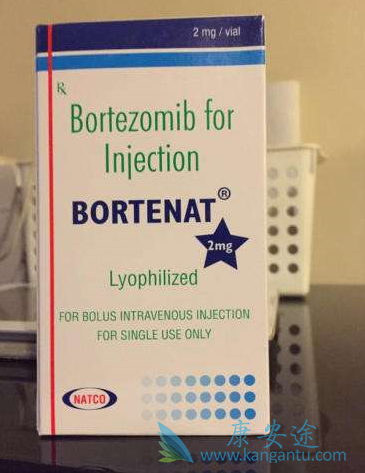 2 mg / vial
Rx
Bortezomib for
Injection
BORTENAT®
2mg
Lyophilized
FOR BOLUS INTRAVENOUS INJECTION
FOR SINGLE USE ONLY
NATCO
康安途
www.kangantu.com